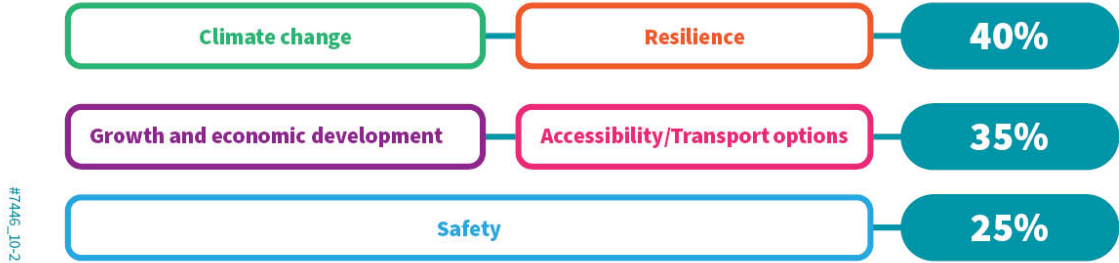 Climate change Resilience 40%
Growth and economic development Accessibility/Transport options 35%
Safety 25%
#7446_10-2